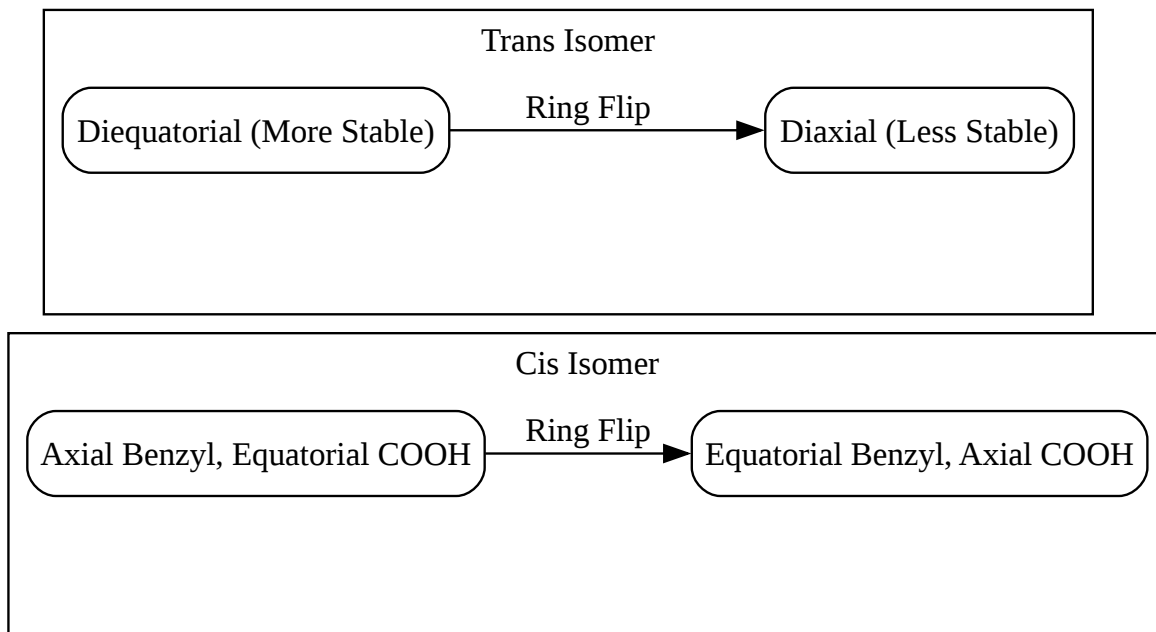 Trans Isomer
Diequatorial (More Stable)
Ring Flip
Diaxial (Less Stable)
Cis Isomer
Axial Benzyl, Equatorial COOH
Ring Flip
Equatorial Benzyl, Axial COOH